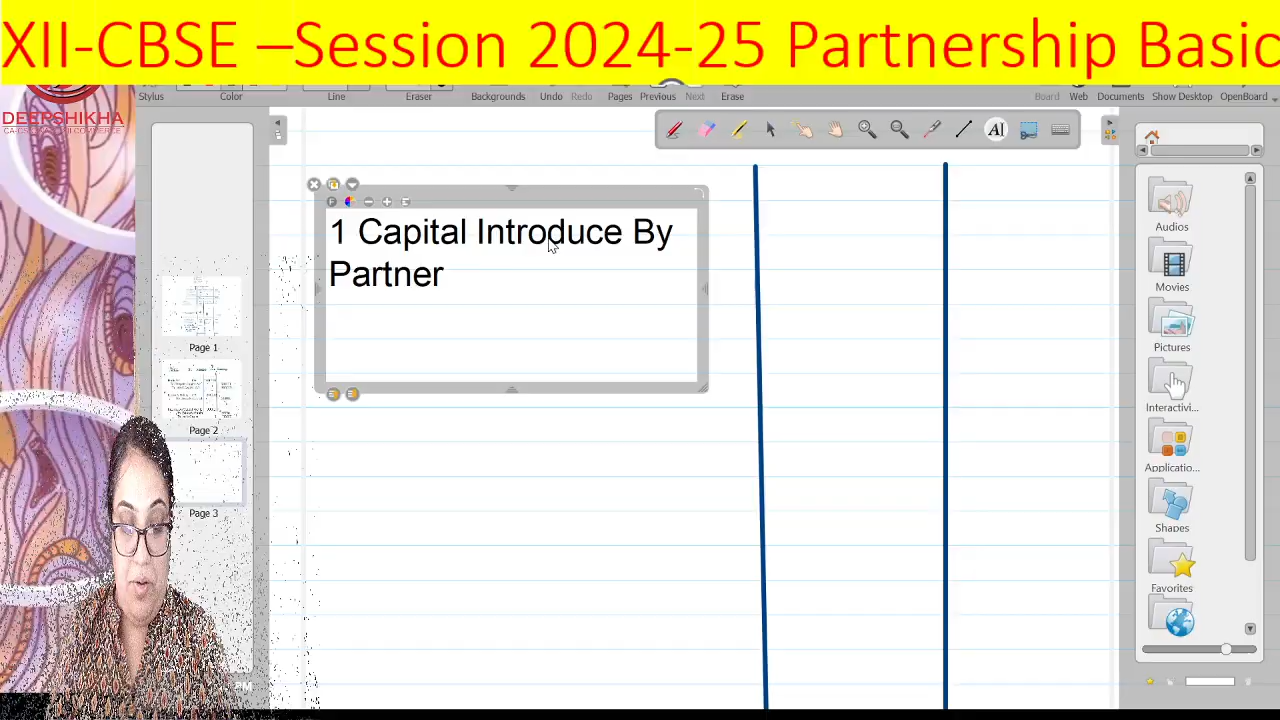 XII-CBSE –Session 2024-25 Partnership Basic
Stylus
Color
Line
Eraser
Backgrounds
Undo
Redo
Pages
Previous
Next
Erase
Board
Web
Documents
Show Desktop
OpenBoard
DEEPSHIKHA
1 Capital Introduce By
Partner
Page 1
Page 2
Page 3
Audios
Movies
Pictures
Interactivi...
Applicatio...
Shapes
Favorites
PM